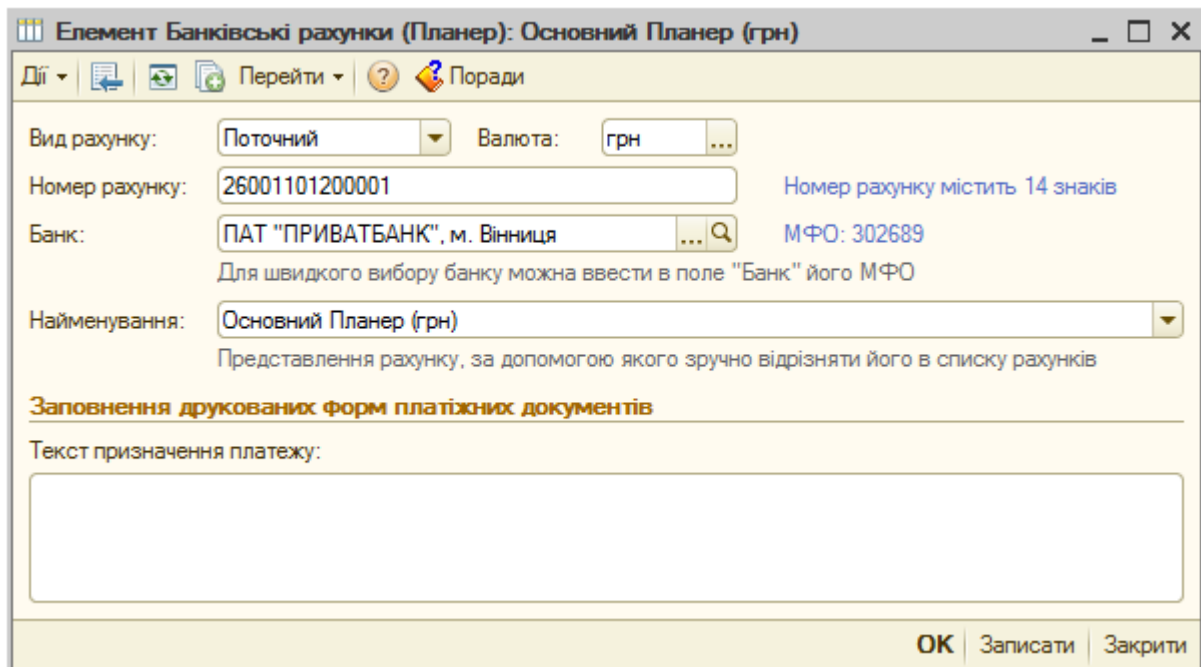 Елемент Банківські рахунки (Планер): Основний Планер (грн)
Дії Перейти ? Поради
Вид рахунку: Поточний Валюта: грн ...
Номер рахунку: 26001101200001 Номер рахунку містить 14 знаків
Банк: ПАТ "ПРИВАТБАНК", м. Вінниця ... МФО: 302689
Для швидкого вибору банку можна ввести в поле "Банк" його МФО
Найменування: Основний Планер (грн)
Представлення рахунку, за допомогою якого зручно відрізняти його в списку рахунків
Заповнення друкованих форм платіжних документів
Текст призначення платежу:
OK Записати Закрити